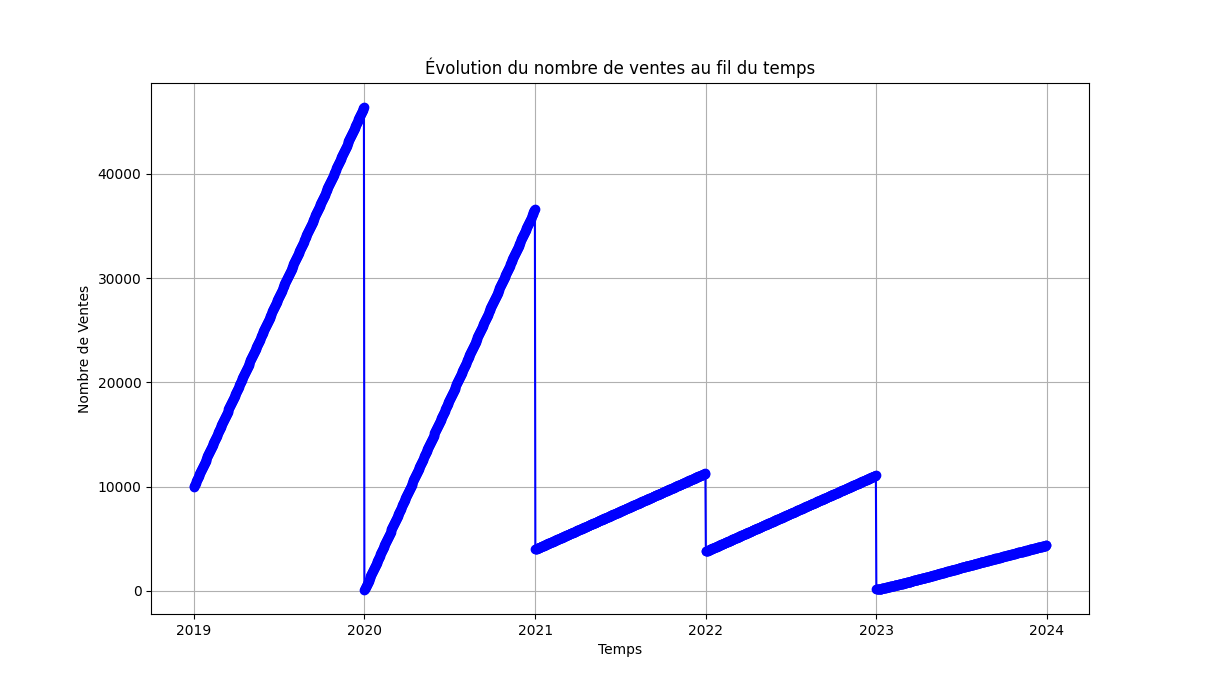 Évolution du nombre de ventes au fil du temps
Nombre de Ventes
40000
30000
20000
10000
0
2019 2020 2021 2022 2023 2024
Temps